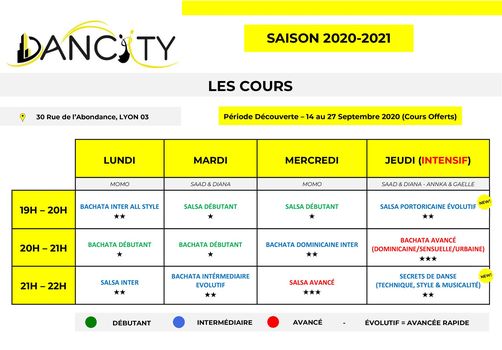 DANCITY
SAISON 2020-2021
LES COURS
30 Rue de l'Abondance, LYON 03
Période Découverte – 14 au 27 Septembre 2020 (Cours Offerts)
LUNDI MARDI MERCREDI JEUDI (INTENSIF)
MOMO SAAD & DIANA MOMO SAAD & DIANA - ANNKA & GAELLE
19H – 20H BACHATA INTER ALL STYLE SALSA DÉBUTANT SALSA DÉBUTANT SALSA PORTORICAINE ÉVOLUTIF NEW!
★★ ★ ★ ★★
20H – 21H BACHATA DÉBUTANT BACHATA DÉBUTANT BACHATA DOMINICAINE INTER BACHATA AVANCÉ
(DOMINICAINE/SENSUELLE/URBAINE)
★ ★ ★★ ★★★
21H – 22H SALSA INTER BACHATA INTÉRMEDIAIRE SALSA AVANCÉ SECRETS DE DANSE NEW!
EVOLUTIF (TECHNIQUE, STYLE & MUSICALITÉ)
★★ ★★ ★★★ ★★
DÉBUTANT INTERMÉDIAIRE AVANCÉ - ÉVOLUTIF = AVANCÉE RAPIDE